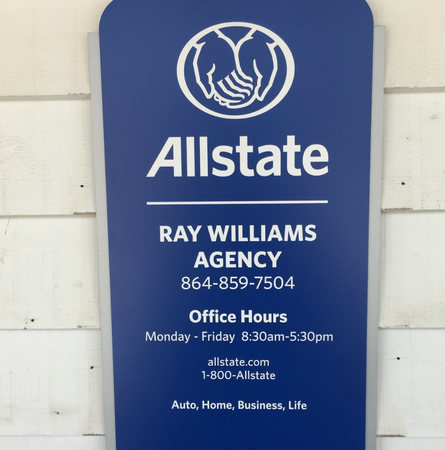 Allstate
RAY WILLIAMS
AGENCY
864-859-7504
Office Hours
Monday - Friday 8:30am-5:30pm
allstate.com
1-800-Allstate
Auto, Home, Business, Life